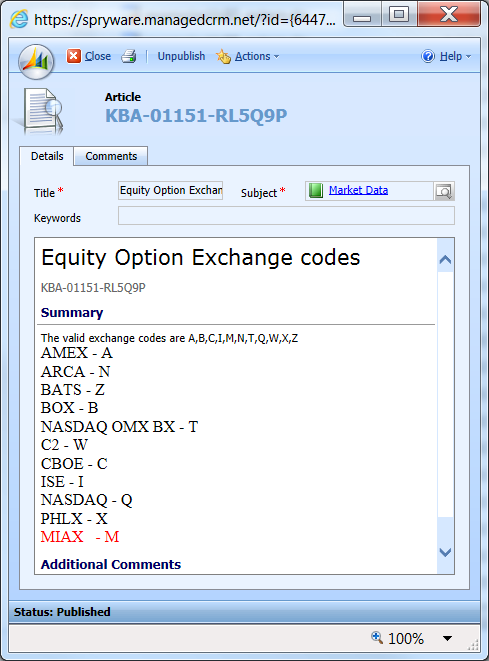 https://spryware.managedcrm.net/?id={6447...
Close Unpublish Actions Help
Article
KBA-01151-RL5Q9P
Details Comments
Title * Equity Option Exchan Subject * Market Data
Keywords
Equity Option Exchange codes
KBA-01151-RL5Q9P
Summary
The valid exchange codes are A,B,C,I,M,N,T,Q,W,X,Z
AMEX - A
ARCA - N
BATS - Z
BOX - B
NASDAQ OMX BX - T
C2 - W
CBOE - C
ISE - I
NASDAQ - Q
PHLX - X
MIAX - M
Additional Comments
Status: Published
100%